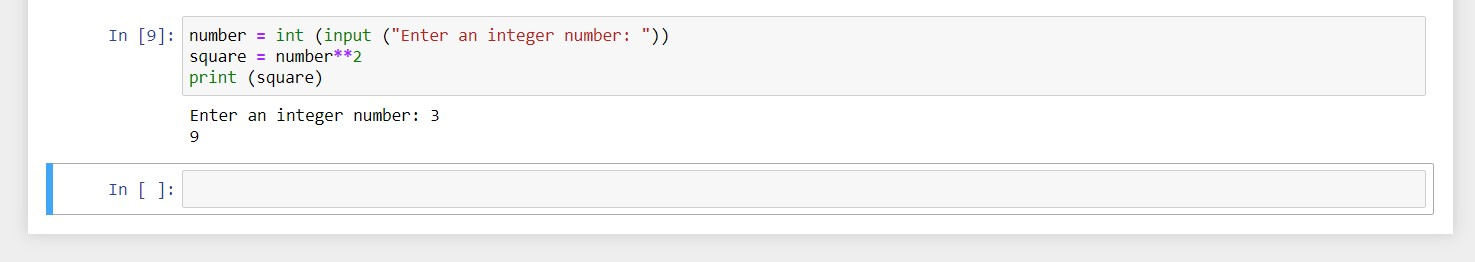 In [9]: number = int (input ("Enter an integer number: "))
square = number**2
print (square)
Enter an integer number: 3
9
In [ ]: